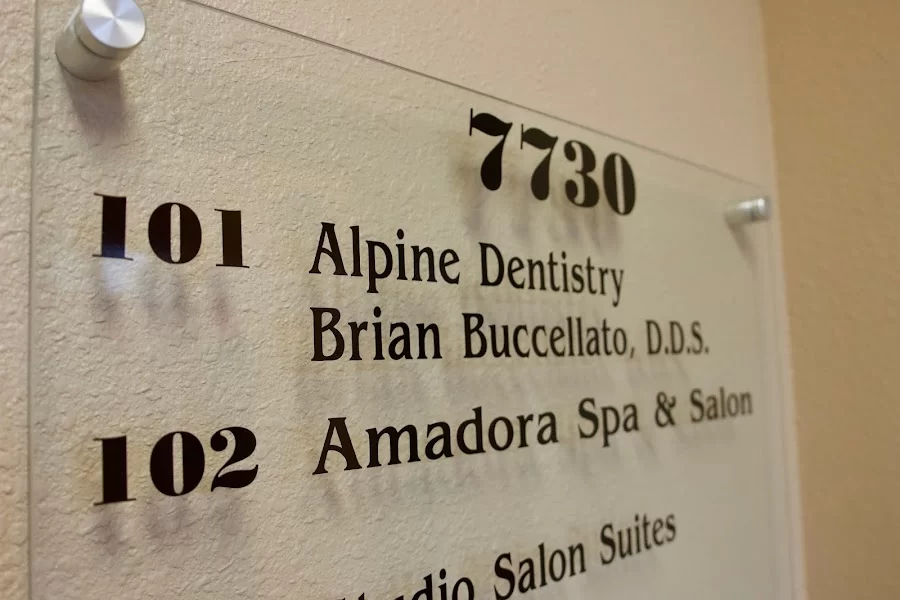 7730
101 Alpine Dentistry
Brian Buccellato, D.D.S.
102 Amadora Spa & Salon
Salon Suites